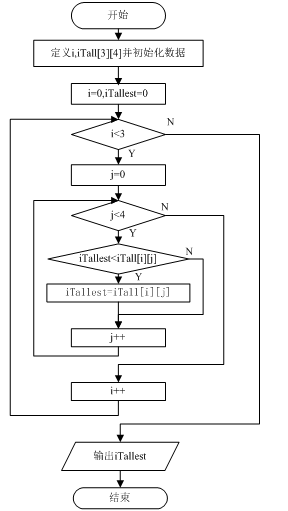 开始
定义i,iTall[3][4]并初始化数据
i=0,iTallest=0
i<3
N
Y
j=0
j<4
N
Y
iTallest<iTall[i][j]
N
Y
iTallest=iTall[i][j]
j++
i++
输出iTallest
结束